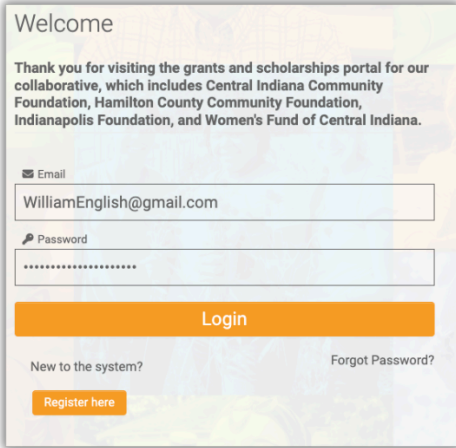 Welcome
Thank you for visiting the grants and scholarships portal for our
collaborative, which includes Central Indiana Community
Foundation, Hamilton County Community Foundation,
Indianapolis Foundation, and Women's Fund of Central Indiana.
Email
WilliamEnglish@gmail.com
Password
•••••••••••••••••••••
Login
New to the system?
Forgot Password?
Register here